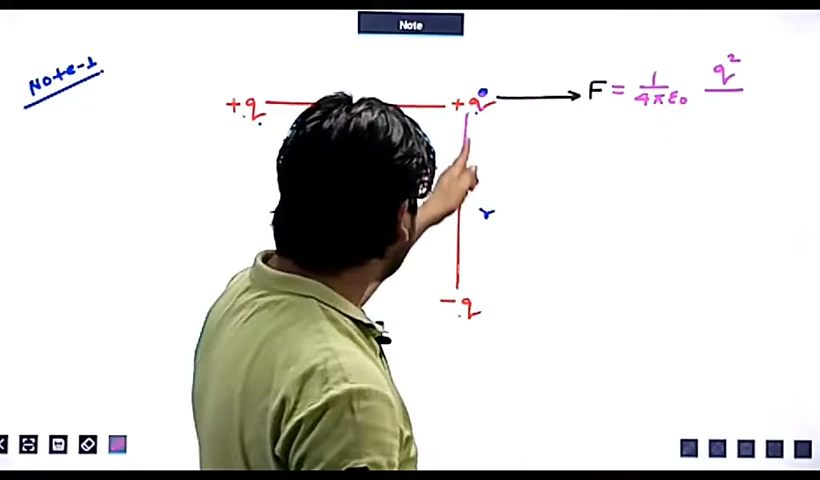 Note
Note-1
+q +q F = 1/4πε₀ q²
r
-q